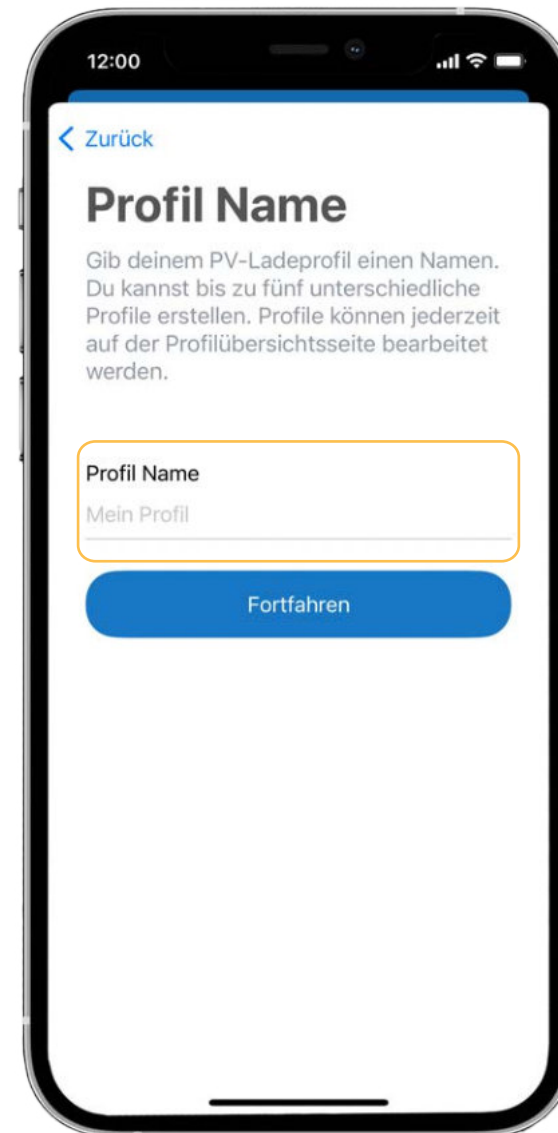 12:00
Zurück
Profil Name
Gib deinem PV-Ladeprofil einen Namen.
Du kannst bis zu fünf unterschiedliche
Profile erstellen. Profile können jederzeit
auf der Profilübersichtsseite bearbeitet
werden.
Profil Name
Mein Profil
Fortfahren